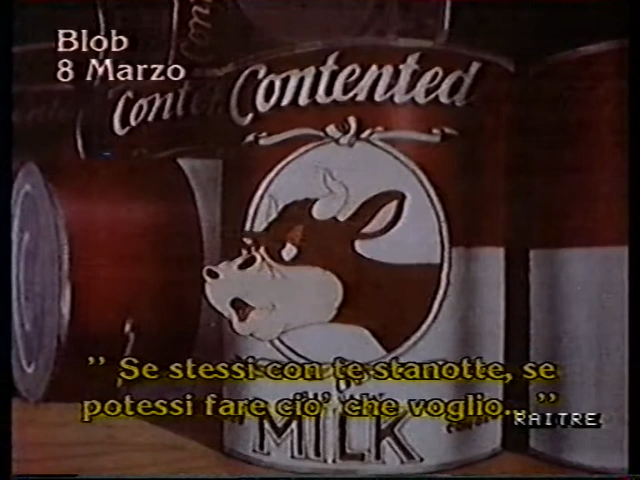 Blob
8 Marzo
Contented
Conte
" Se stessi con te stanotte, se
potessi fare cio' che voglio... "
RAITRE
MILK